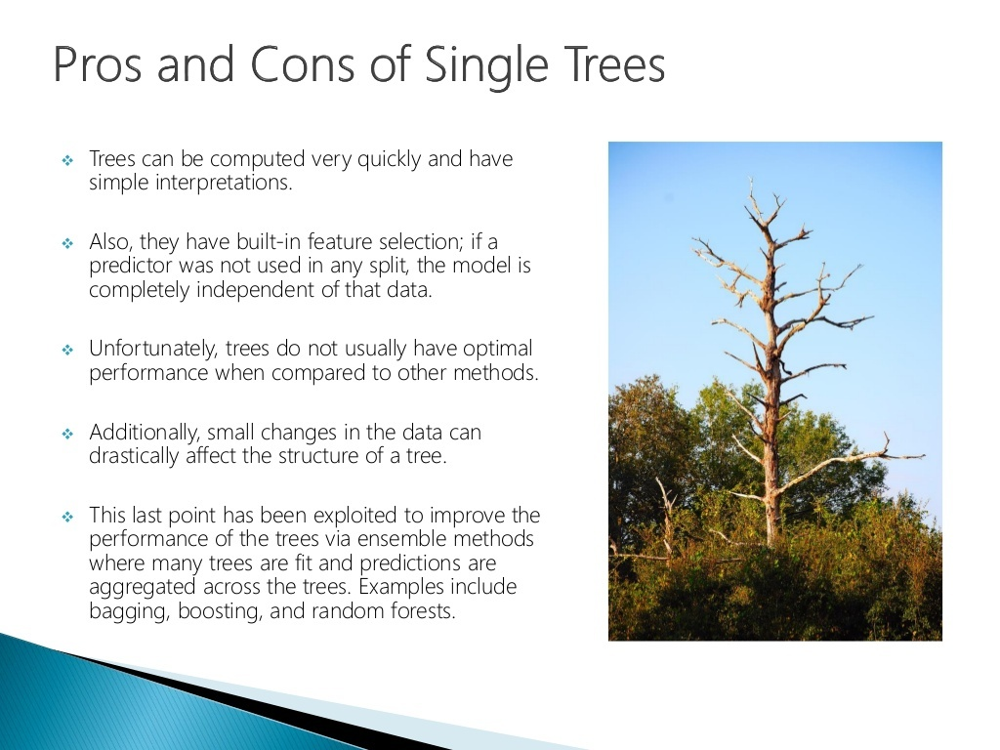 Pros and Cons of Single Trees
Trees can be computed very quickly and have
simple interpretations.
Also, they have built-in feature selection; if a
predictor was not used in any split, the model is
completely independent of that data.
Unfortunately, trees do not usually have optimal
performance when compared to other methods.
Additionally, small changes in the data can
drastically affect the structure of a tree.
This last point has been exploited to improve the
performance of the trees via ensemble methods
where many trees are fit and predictions are
aggregated across the trees. Examples include
bagging, boosting, and random forests.